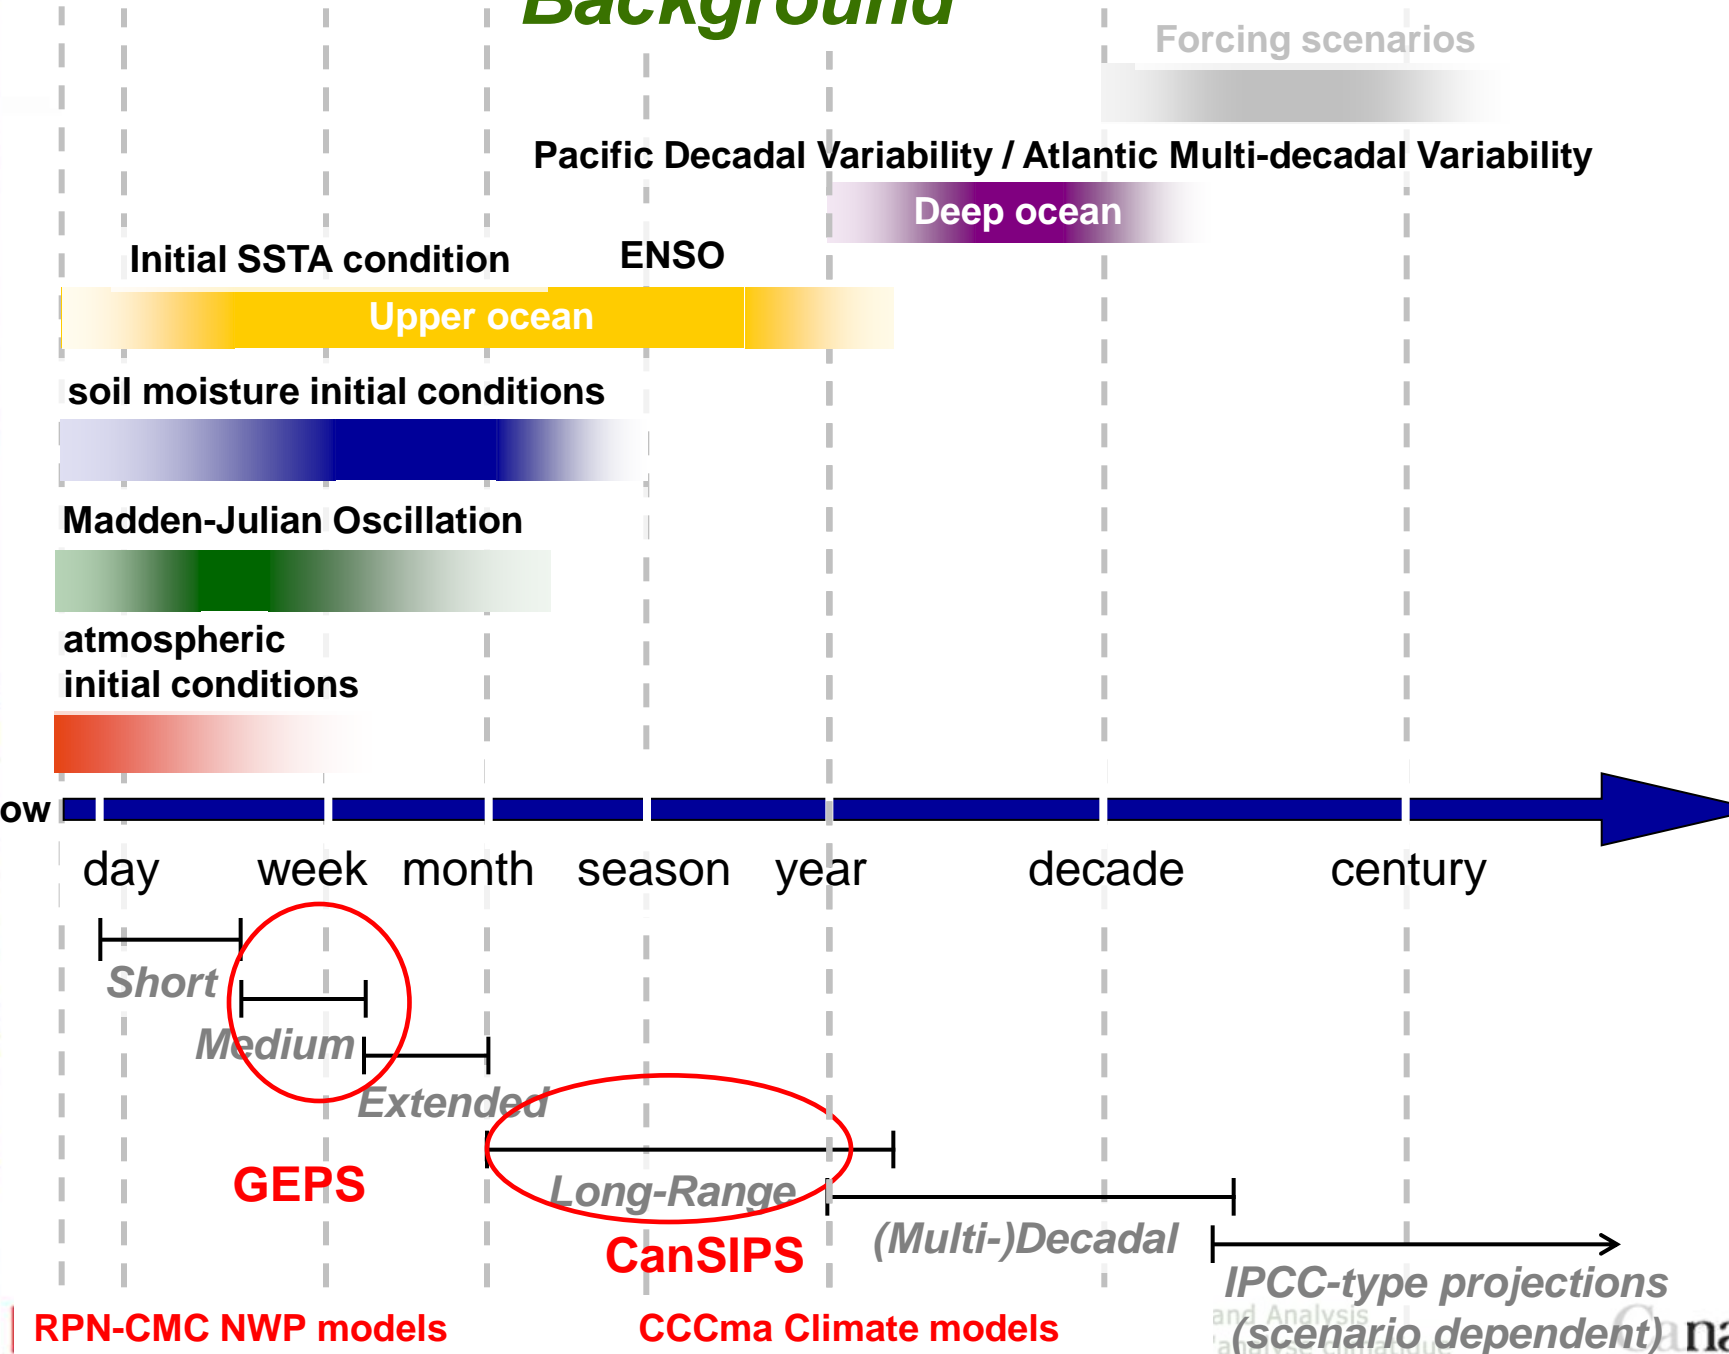 Background
Forcing scenarios
Pacific Decadal Variability / Atlantic Multi-decadal Variability
Deep ocean
Initial SSTA condition
ENSO
Upper ocean
soil moisture initial conditions
Madden-Julian Oscillation
atmospheric
initial conditions
ow
day week month season year decade century
Short
Medium
Extended
Long-Range
GEPS
(Multi-)Decadal
CanSIPS
IPCC-type projections
(scenario dependent)
RPN-CMC NWP models
CCCma Climate models
and Analysis